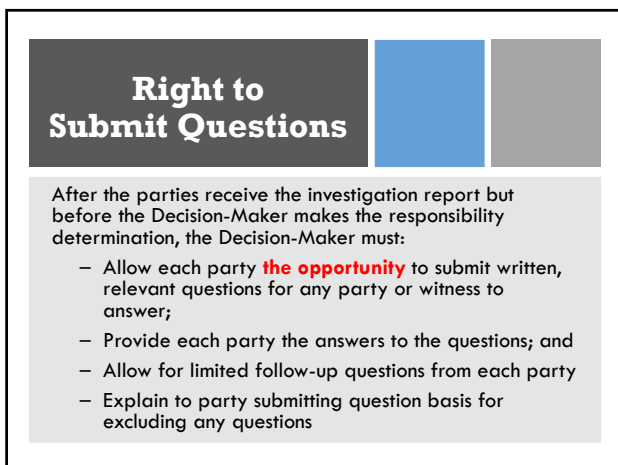 Right to
Submit Questions
After the parties receive the investigation report but
before the Decision-Maker makes the responsibility
determination, the Decision-Maker must:
– Allow each party the opportunity to submit written,
relevant questions for any party or witness to
answer;
– Provide each party the answers to the questions; and
– Allow for limited follow-up questions from each party
– Explain to party submitting question basis for
excluding any questions